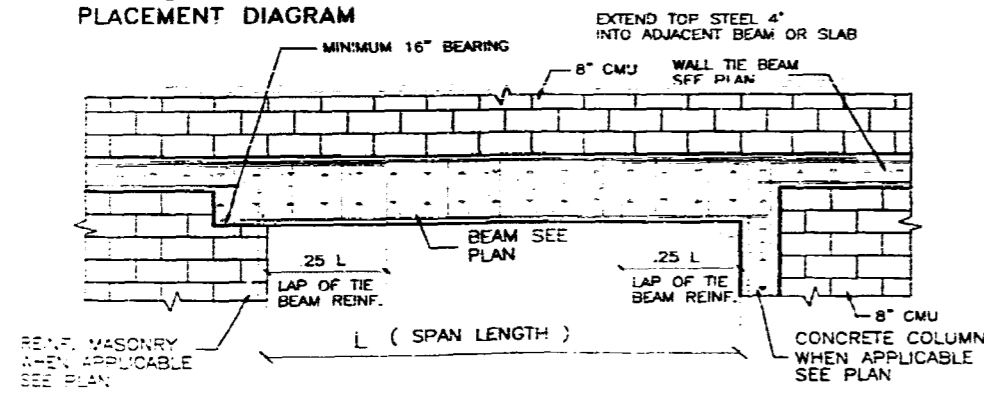 PLACEMENT DIAGRAM
MINIMUM 16" BEARING
EXTEND TOP STEEL 4"
INTO ADJACENT BEAM OR SLAB
8" CMU
WALL TIE BEAM
SEE PLAN
BEAM SEE
PLAN
.25 L
LAP OF TIE
BEAM REINF.
.25 L
LAP OF TIE
BEAM REINF.
L ( SPAN LENGTH )
REINF. MASONRY
WHEN APPLICABLE
SEE PLAN
8" CMU
CONCRETE COLUMN
WHEN APPLICABLE
SEE PLAN